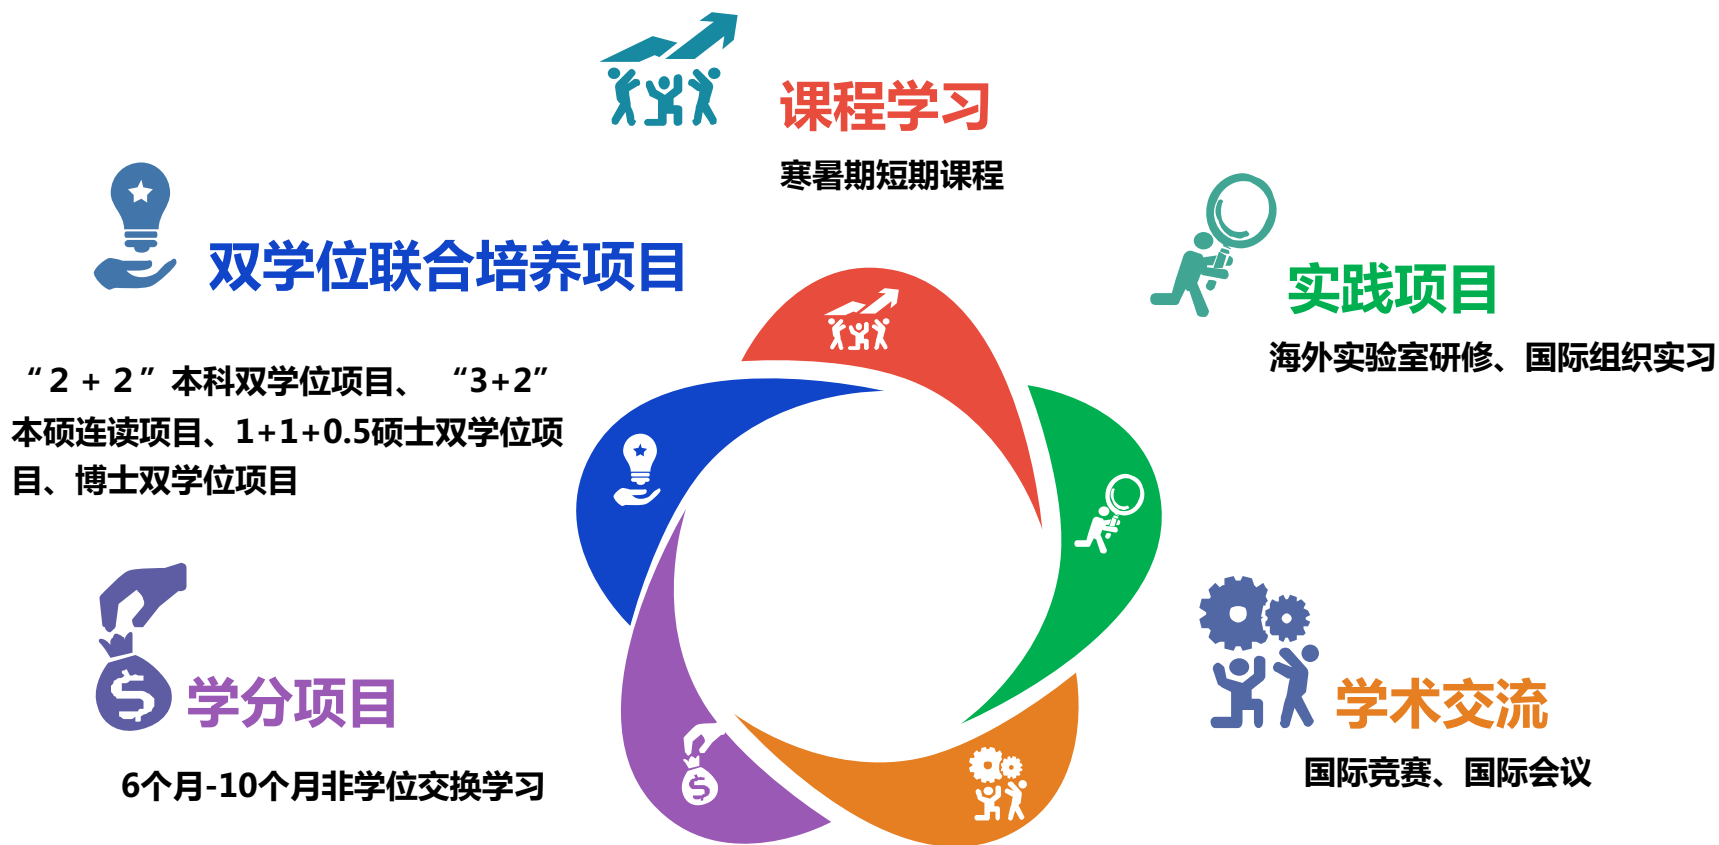 课程学习
寒暑期短期课程
双学位联合培养项目
“2 + 2”本科双学位项目、 “3+2”
本硕连读项目、1+1+0.5硕士双学位项
目、博士双学位项目
实践项目
海外实验室研修、国际组织实习
学分项目
6个月-10个月非学位交换学习
学术交流
国际竞赛、国际会议